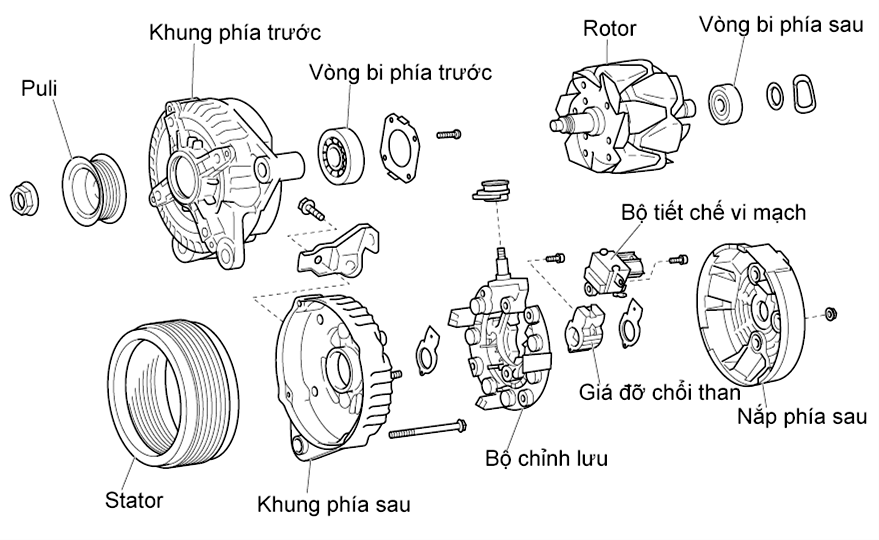 Khung phía trước
Rotor
Vòng bi phía sau
Puli
Vòng bi phía trước
Bộ tiết chế vi mạch
Giá đỡ chổi than
Nắp phía sau
Bộ chỉnh lưu
Stator
Khung phía sau